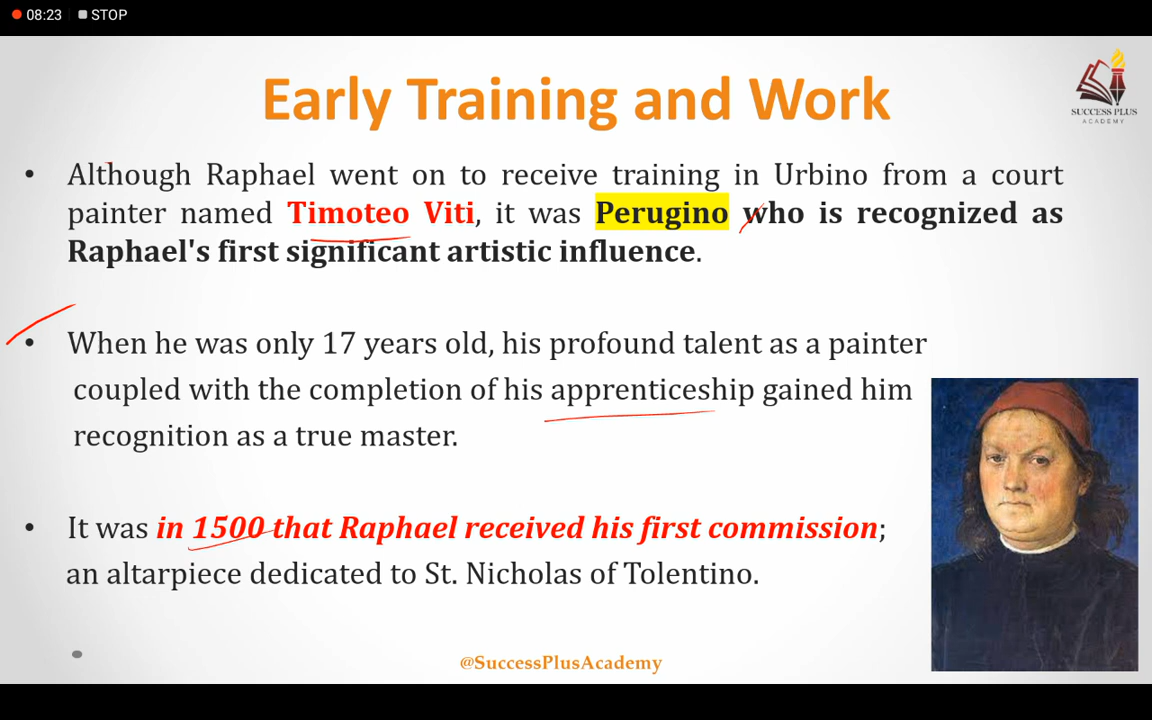 08:23 STOP
SUCCESS PLUS
ACADEMY
Early Training and Work
• Although Raphael went on to receive training in Urbino from a court
painter named Timoteo Viti, it was Perugino who is recognized as
Raphael's first significant artistic influence.
• When he was only 17 years old, his profound talent as a painter
coupled with the completion of his apprenticeship gained him
recognition as a true master.
• It was in 1500 that Raphael received his first commission;
an altarpiece dedicated to St. Nicholas of Tolentino.
@SuccessPlusAcademy